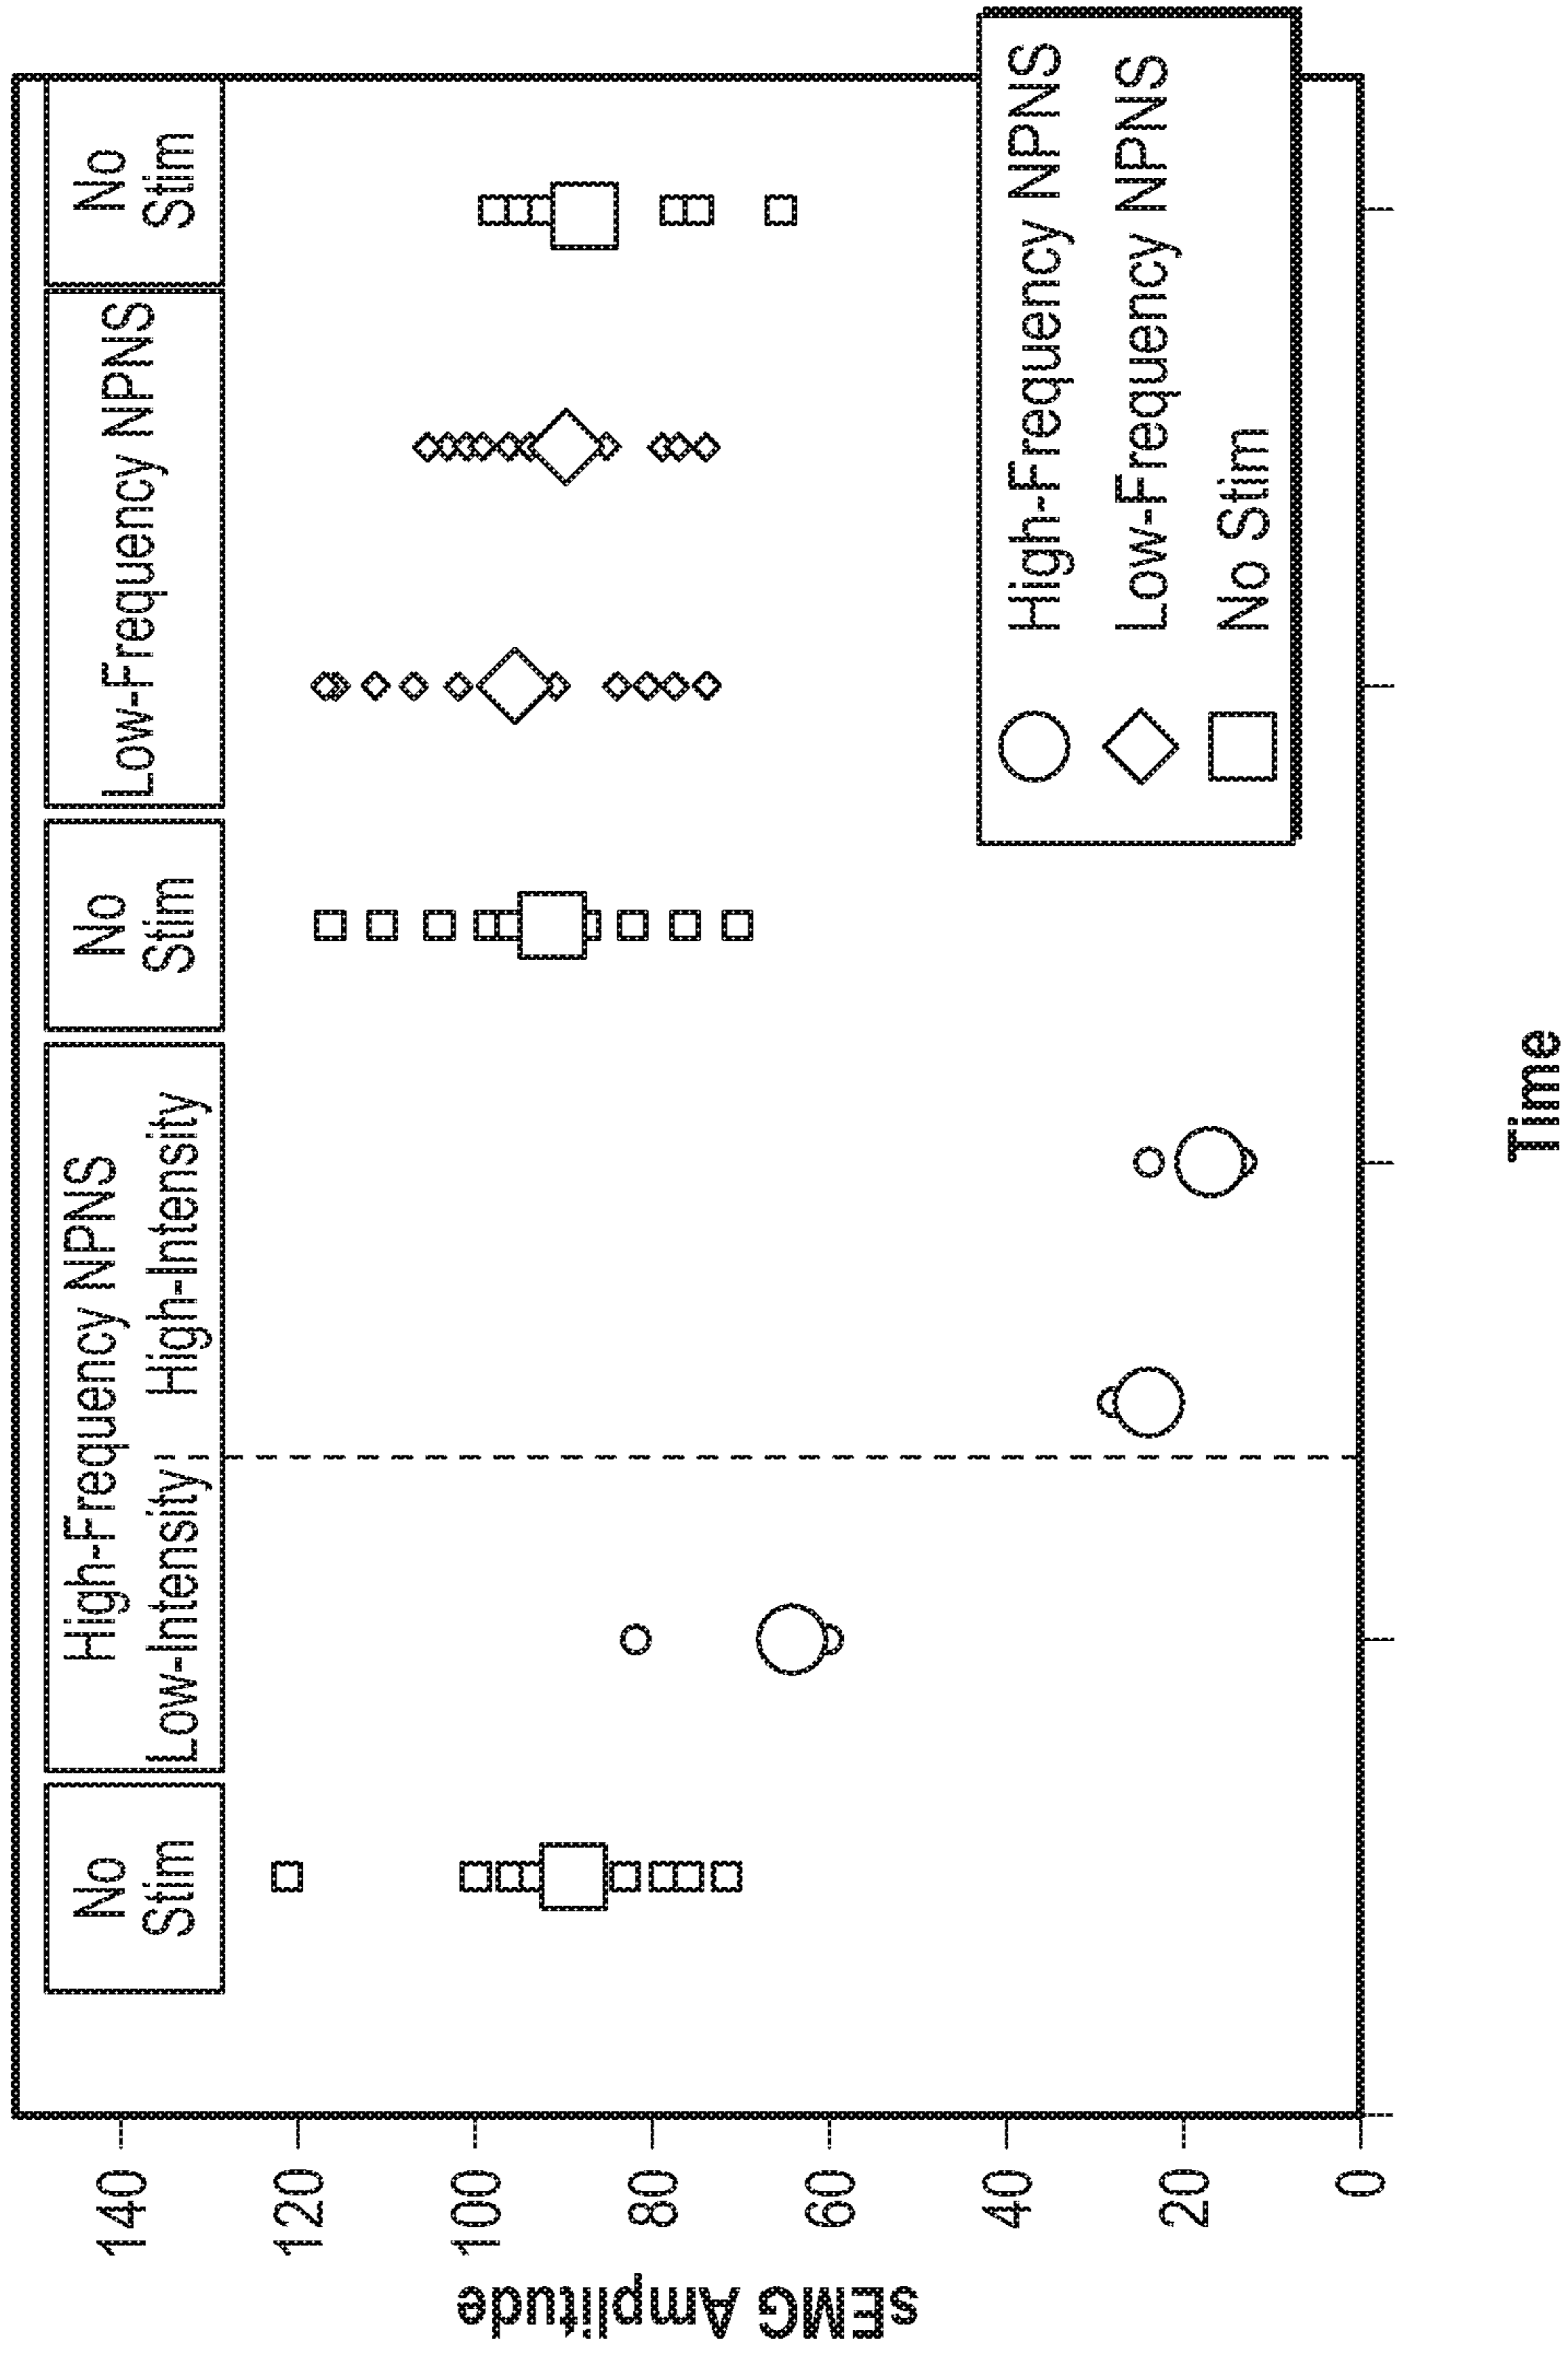 No
Stim
High-Frequency NPNS
Low-Intensity High-Intensity
No
Stim
Low-Frequency NPNS
No
Stim
sEMG Amplitude
140
120
100
80
60
40
20
0
High-Frequency NPNS
Low-Frequency NPNS
No Stim
Time